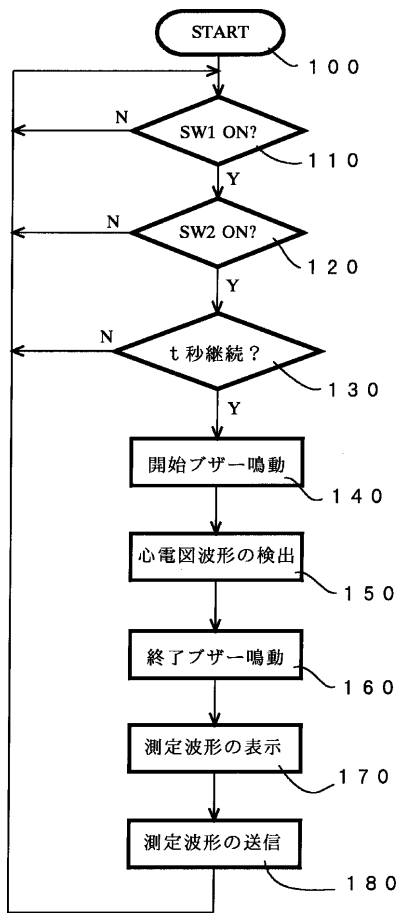 START
100
N
SW1 ON?
110
Y
N
SW2 ON?
120
Y
N
t秒継続?
130
Y
開始ブザー鳴動
140
心電図波形の検出
150
終了ブザー鳴動
160
測定波形の表示
170
測定波形の送信
180